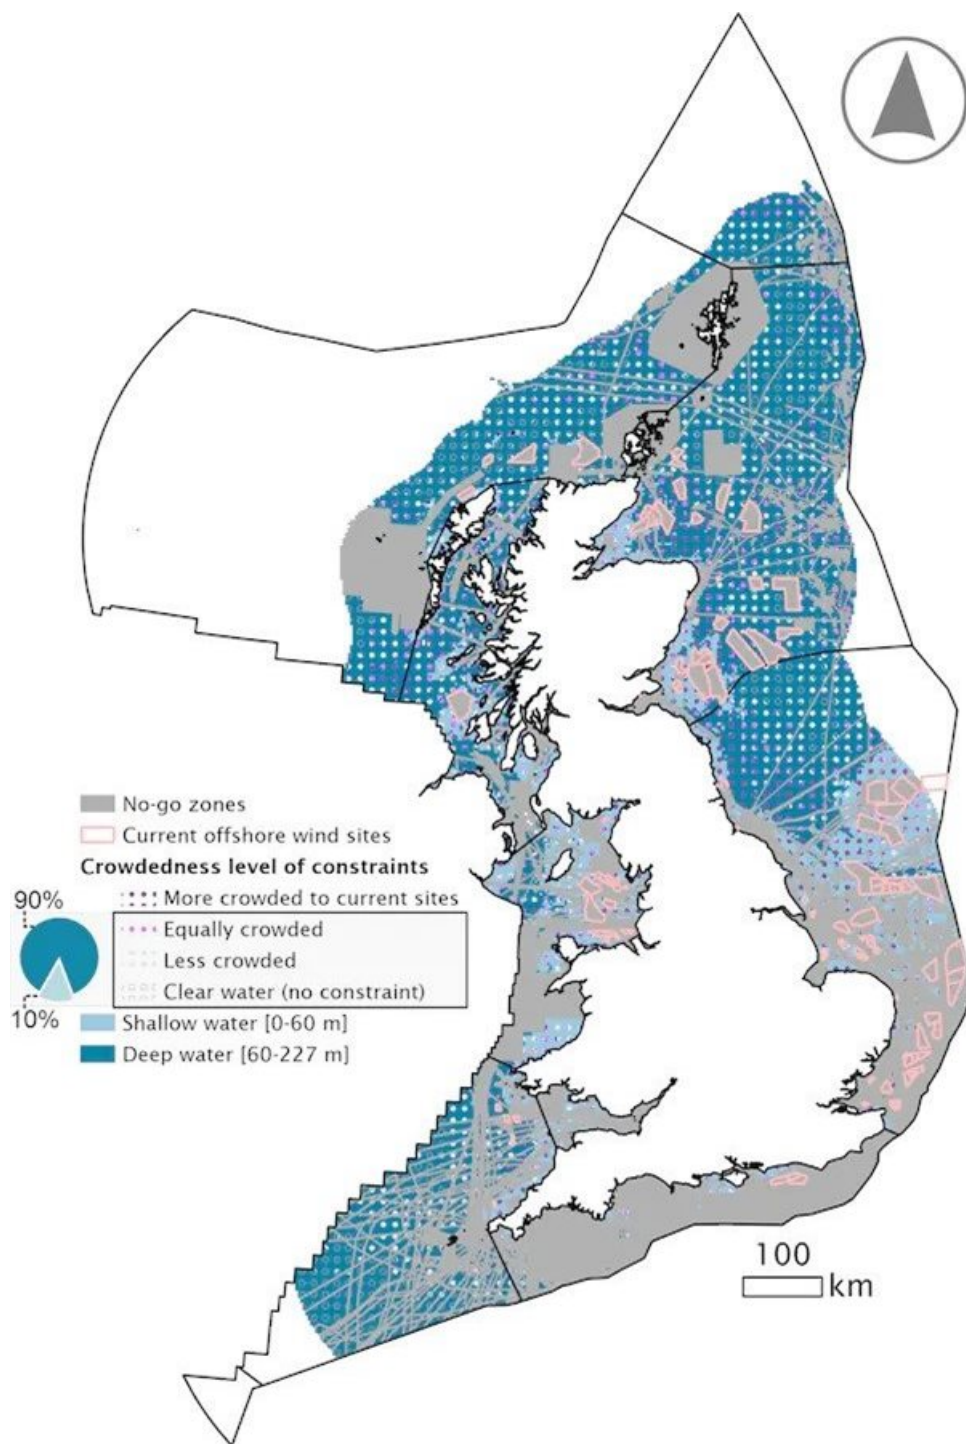 No-go zones
Current offshore wind sites
Crowdedness level of constraints
90%
More crowded to current sites
Equally crowded
Less crowded
Clear water (no constraint)
10%
Shallow water [0-60 m]
Deep water [60-227 m]
100
km